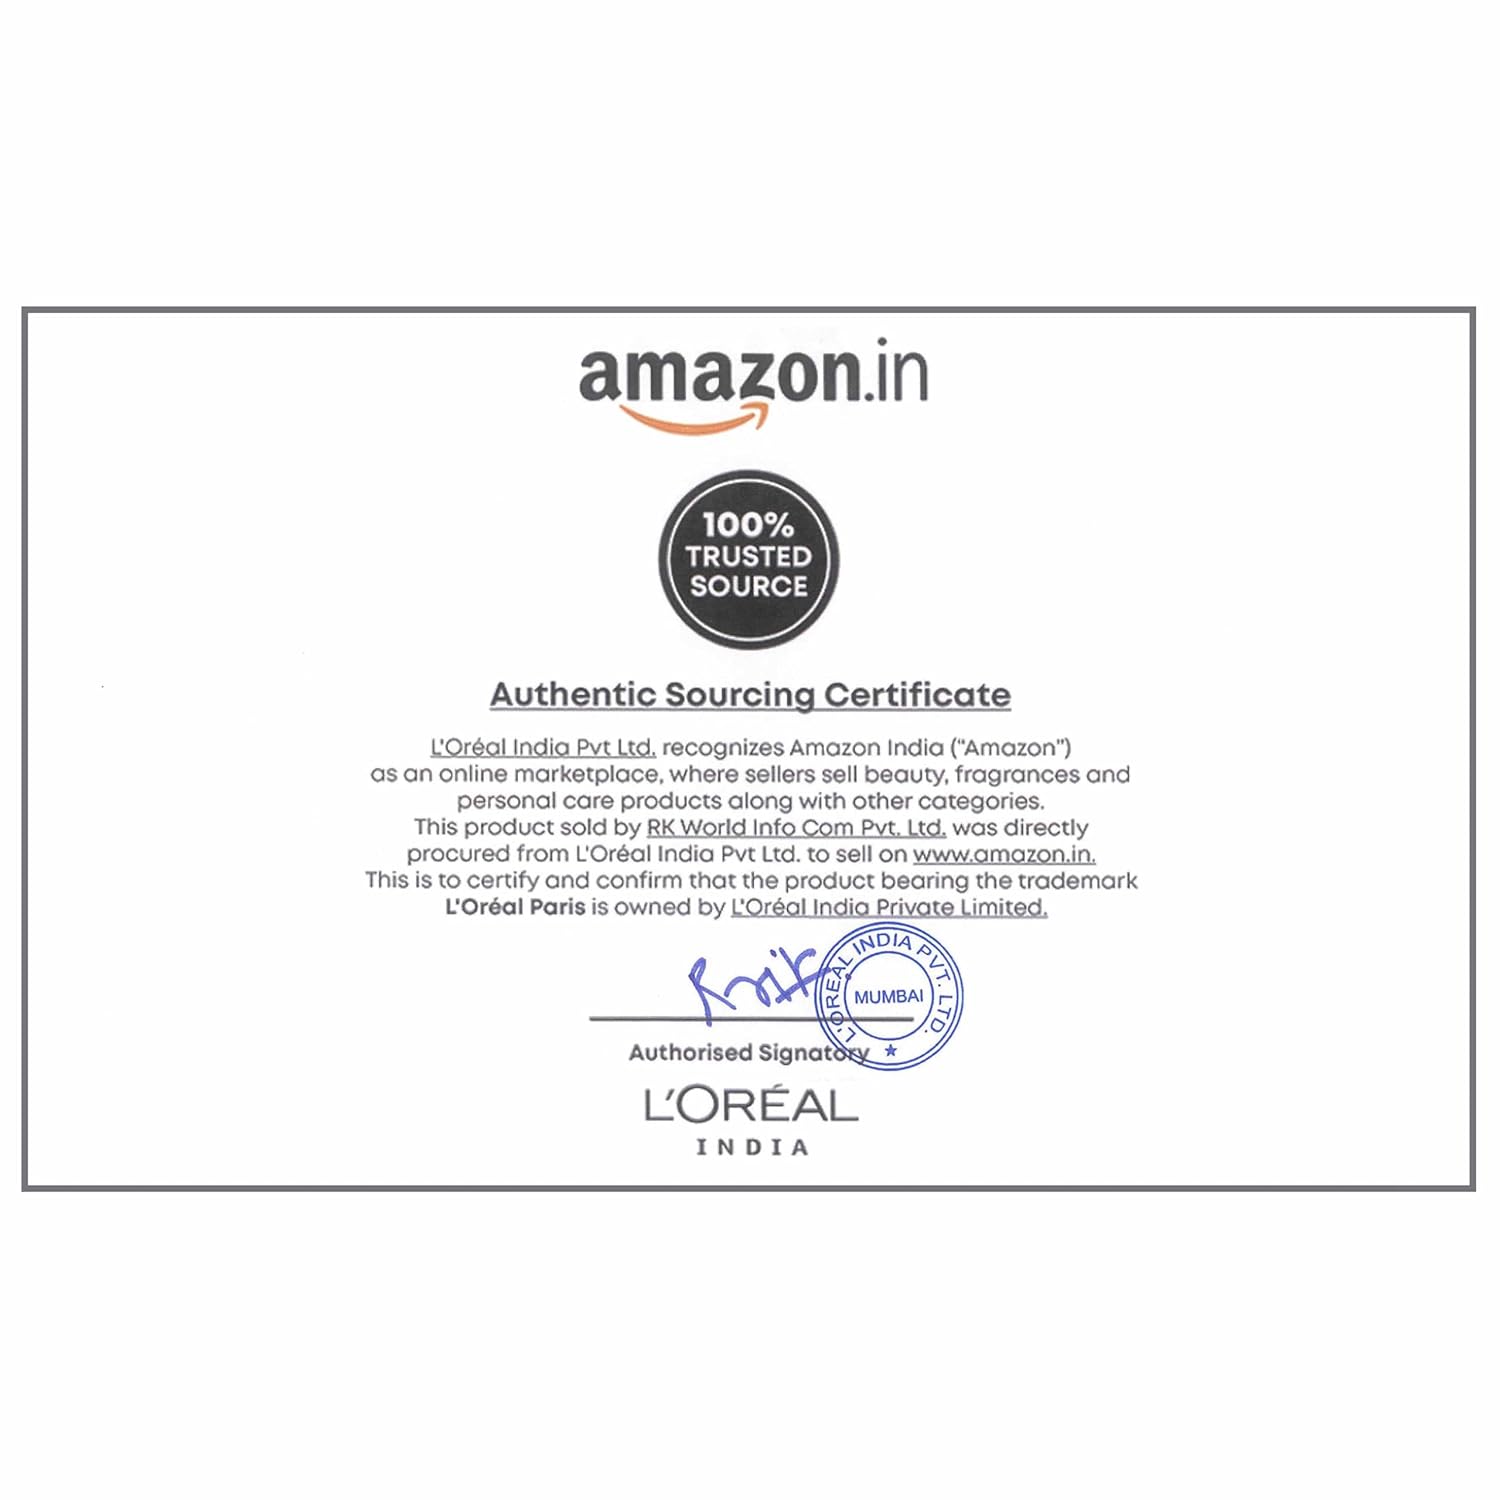 amazon.in
100%
TRUSTED
SOURCE
Authentic Sourcing Certificate
L'Oréal India Pvt Ltd. recognizes Amazon India ("Amazon")
as an online marketplace, where sellers sell beauty, fragrances and
personal care products along with other categories.
This product sold by RK World Info Com Pvt. Ltd. was directly
procured from L'Oréal India Pvt Ltd. to sell on www.amazon.in.
This is to certify and confirm that the product bearing the trademark
L'Oréal Paris is owned by L'Oréal India Private Limited.
L'OREAL INDIA PVT. LTD.
MUMBAI
Authorised Signatory
L'ORÉAL
INDIA